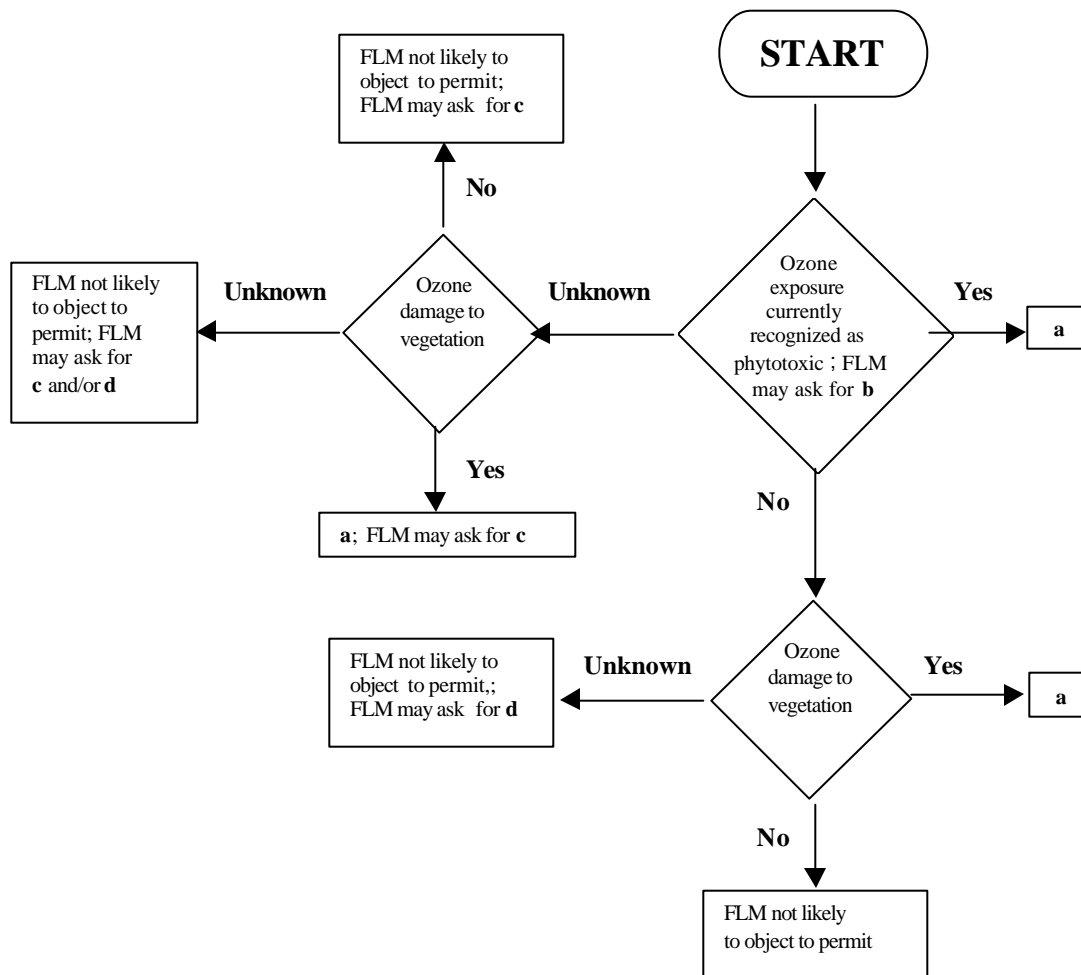 START
FLM not likely to
object to permit;
FLM may ask for c
No
Ozone
exposure
currently
recognized as
phytotoxic ; FLM
may ask for b
Yes
a
Unknown
Ozone
damage to
vegetation
Unknown
FLM not likely
to object to
permit; FLM
may ask for
c and/or d
Yes
a; FLM may ask for c
No
Ozone
damage to
vegetation
Yes
a
Unknown
FLM not likely to
object to permit,;
FLM may ask for d
No
FLM not likely
to object to permit